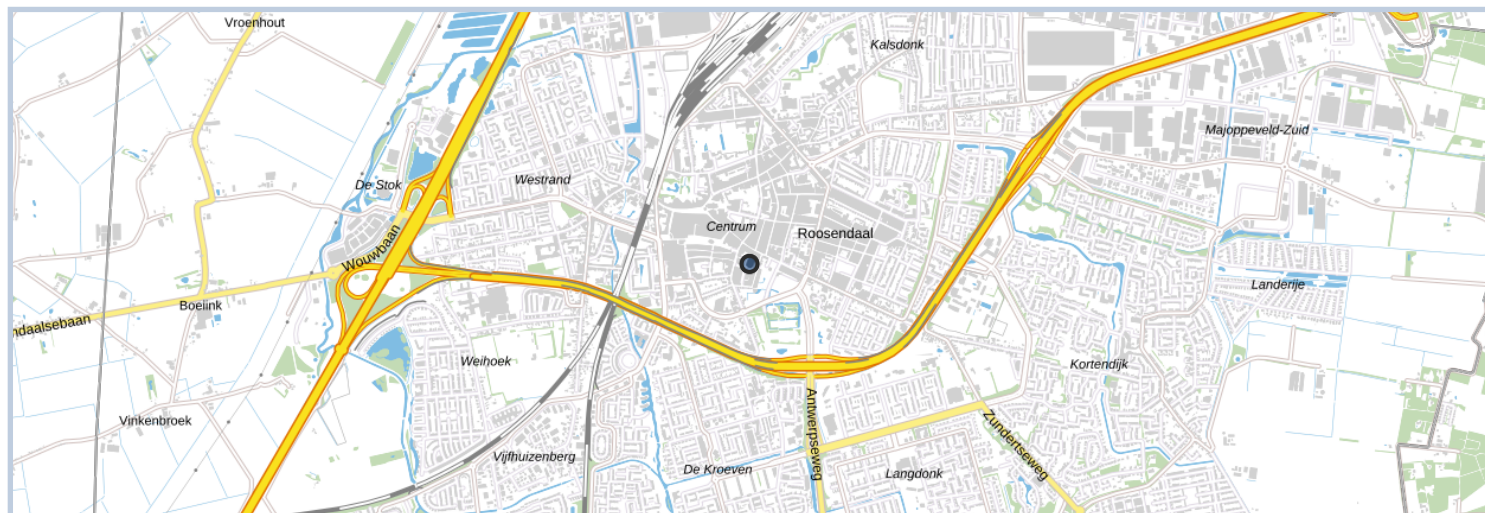 Vroenhout
Kalsdonk
Majoppeveld-Zuid
De Stok
Westrand
Centrum
Roosendaal
Wouwbaan
Landerije
Boeiink
ndaalsebaan
Weihoek
Kortendijk
Vinkenbroek
Antwerpseweg
Zundertseweg
Vijfhuizenberg
De Kroeven
Langdonk